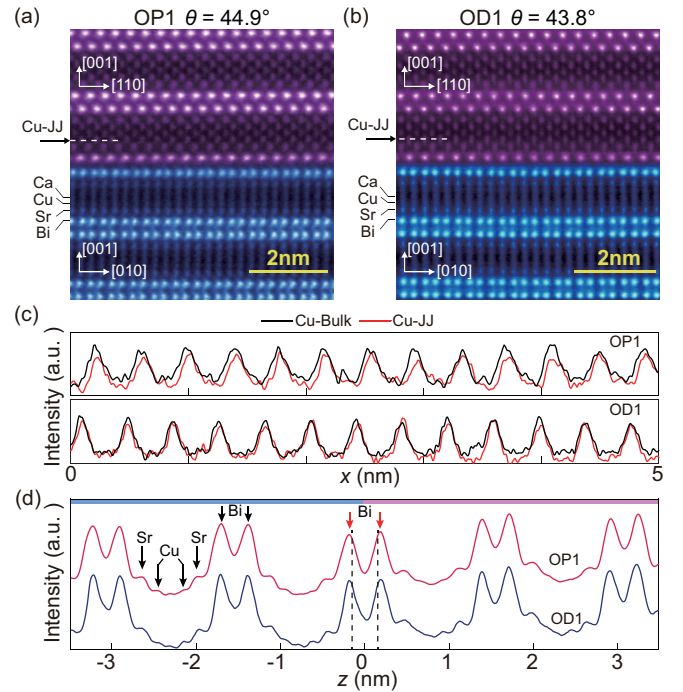 (a) OP1 θ = 44.9°
(b) OD1 θ = 43.8°
[001]
[110]
Cu-JJ
Ca
Cu
Sr
Bi
[001]
[010]
2nm
[001]
[110]
Cu-JJ
Ca
Cu
Sr
Bi
[001]
[010]
2nm
(c)
Cu-Bulk Cu-JJ
OP1
OD1
Intensity (a.u.)
0 x (nm) 5
(d)
Intensity (a.u.)
Bi Bi
Sr Cu Sr
OP1
OD1
-3 -2 -1 0 1 2 3
z (nm)